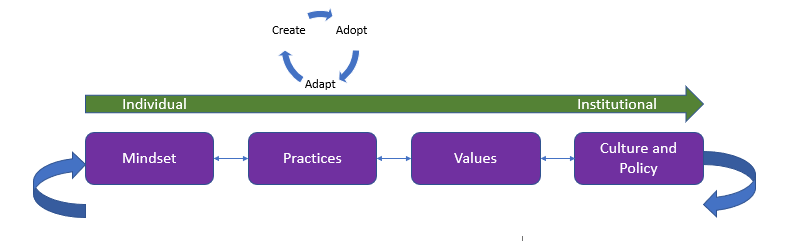 Create
Adopt
Adapt
Individual
Institutional
Mindset
Practices
Values
Culture and
Policy